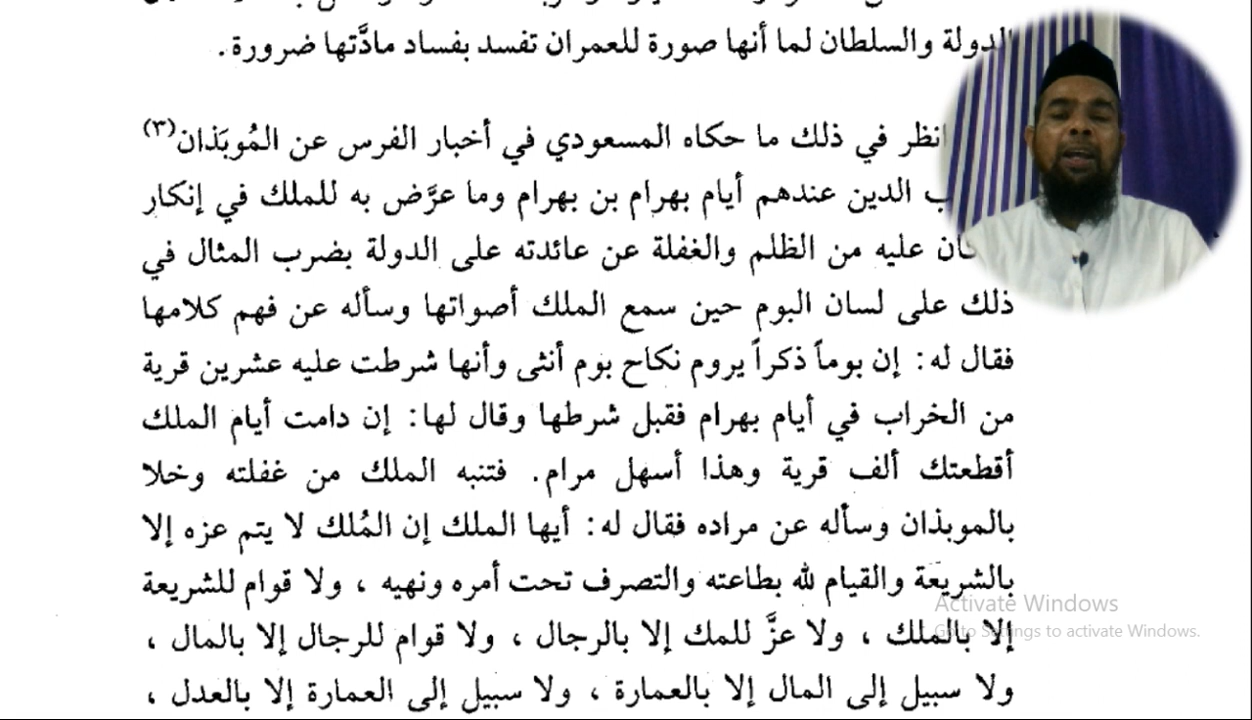 الدولة والسلطان لما أنها صورة للعمران تفسد بفساد مادَّتها ضرورة.
انظر في ذلك ما حكاه المسعودي في أخبار الفرس عن المُوبَذان(٣)
الدين عندهم أيام بهرام بن بهرام وما عرَّض به للملك في إنكار
عليه من الظلم والغفلة عن عائدته على الدولة بضرب المثال في
ذلك على لسان البوم حين سمع الملك أصواتها وسأله عن فهم كلامها
فقال له: إن بوماً ذكراً يروم نكاح بوم أنثى وأنها شرطت عليه عشرين قرية
من الخراب في أيام بهرام فقبل شرطها وقال لها: إن دامت أيام الملك
أقطعتك ألف قرية وهذا أسهل مرام. فتنبه الملك من غفلته وخلا
بالموبذان وسأله عن مراده فقال له: أيها الملك إن المُلك لا يتم عزه إلا
بالشريعة والقيام لله بطاعته والتصرف تحت أمره ونهيه ، ولا قوام للشريعة
إلا بالملك ، ولا عزَّ للمك إلا بالرجال ، ولا قوام للرجال إلا بالمال ،
ولا سبيل إلى المال إلا بالعمارة ، ولا سبيل إلى العمارة إلا بالعدل ،
Activate Windows
Go to Settings to activate Windows.